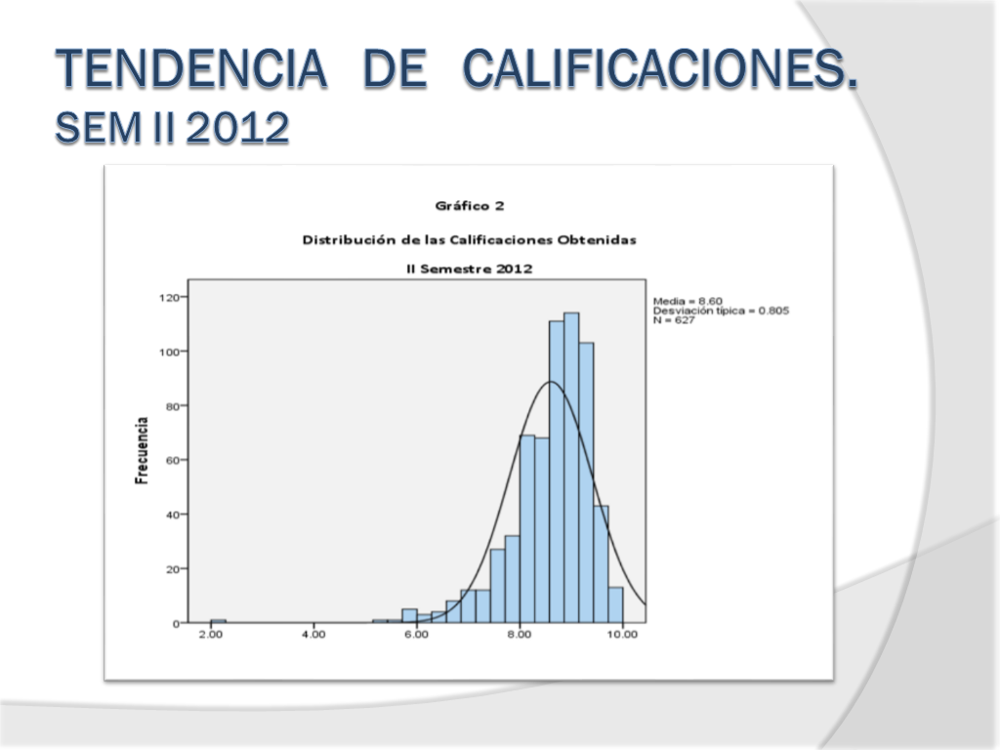 TENDENCIA DE CALIFICACIONES.
SEM II 2012
Gráfico 2
Distribución de las Calificaciones Obtenidas
II Semestre 2012
Media = 8.60
Desviación típica = 0.805
N = 627
Frecuencia
120
100
80
60
40
20
0
2.00 4.00 6.00 8.00 10.00